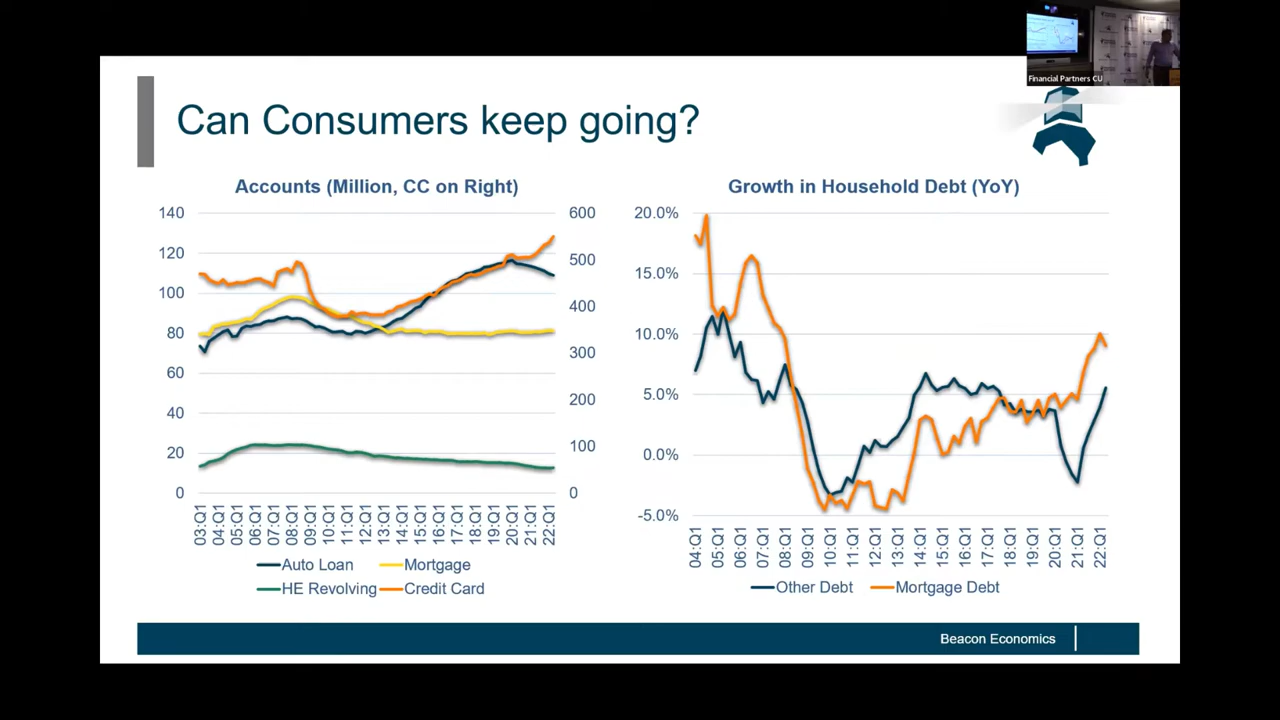 Financial Partners CU
Can Consumers keep going?
Accounts (Million, CC on Right)
140
120
100
80
60
40
20
0
600
500
400
300
200
100
0
03:Q1
04:Q1
05:Q1
06:Q1
07:Q1
08:Q1
09:Q1
10:Q1
11:Q1
12:Q1
13:Q1
14:Q1
15:Q1
16:Q1
17:Q1
18:Q1
19:Q1
20:Q1
21:Q1
22:Q1
Auto Loan
Mortgage
HE Revolving
Credit Card
Growth in Household Debt (YoY)
20.0%
15.0%
10.0%
5.0%
0.0%
-5.0%
04:Q1
05:Q1
06:Q1
07:Q1
08:Q1
09:Q1
10:Q1
11:Q1
12:Q1
13:Q1
14:Q1
15:Q1
16:Q1
17:Q1
18:Q1
19:Q1
20:Q1
21:Q1
22:Q1
Other Debt
Mortgage Debt
Beacon Economics